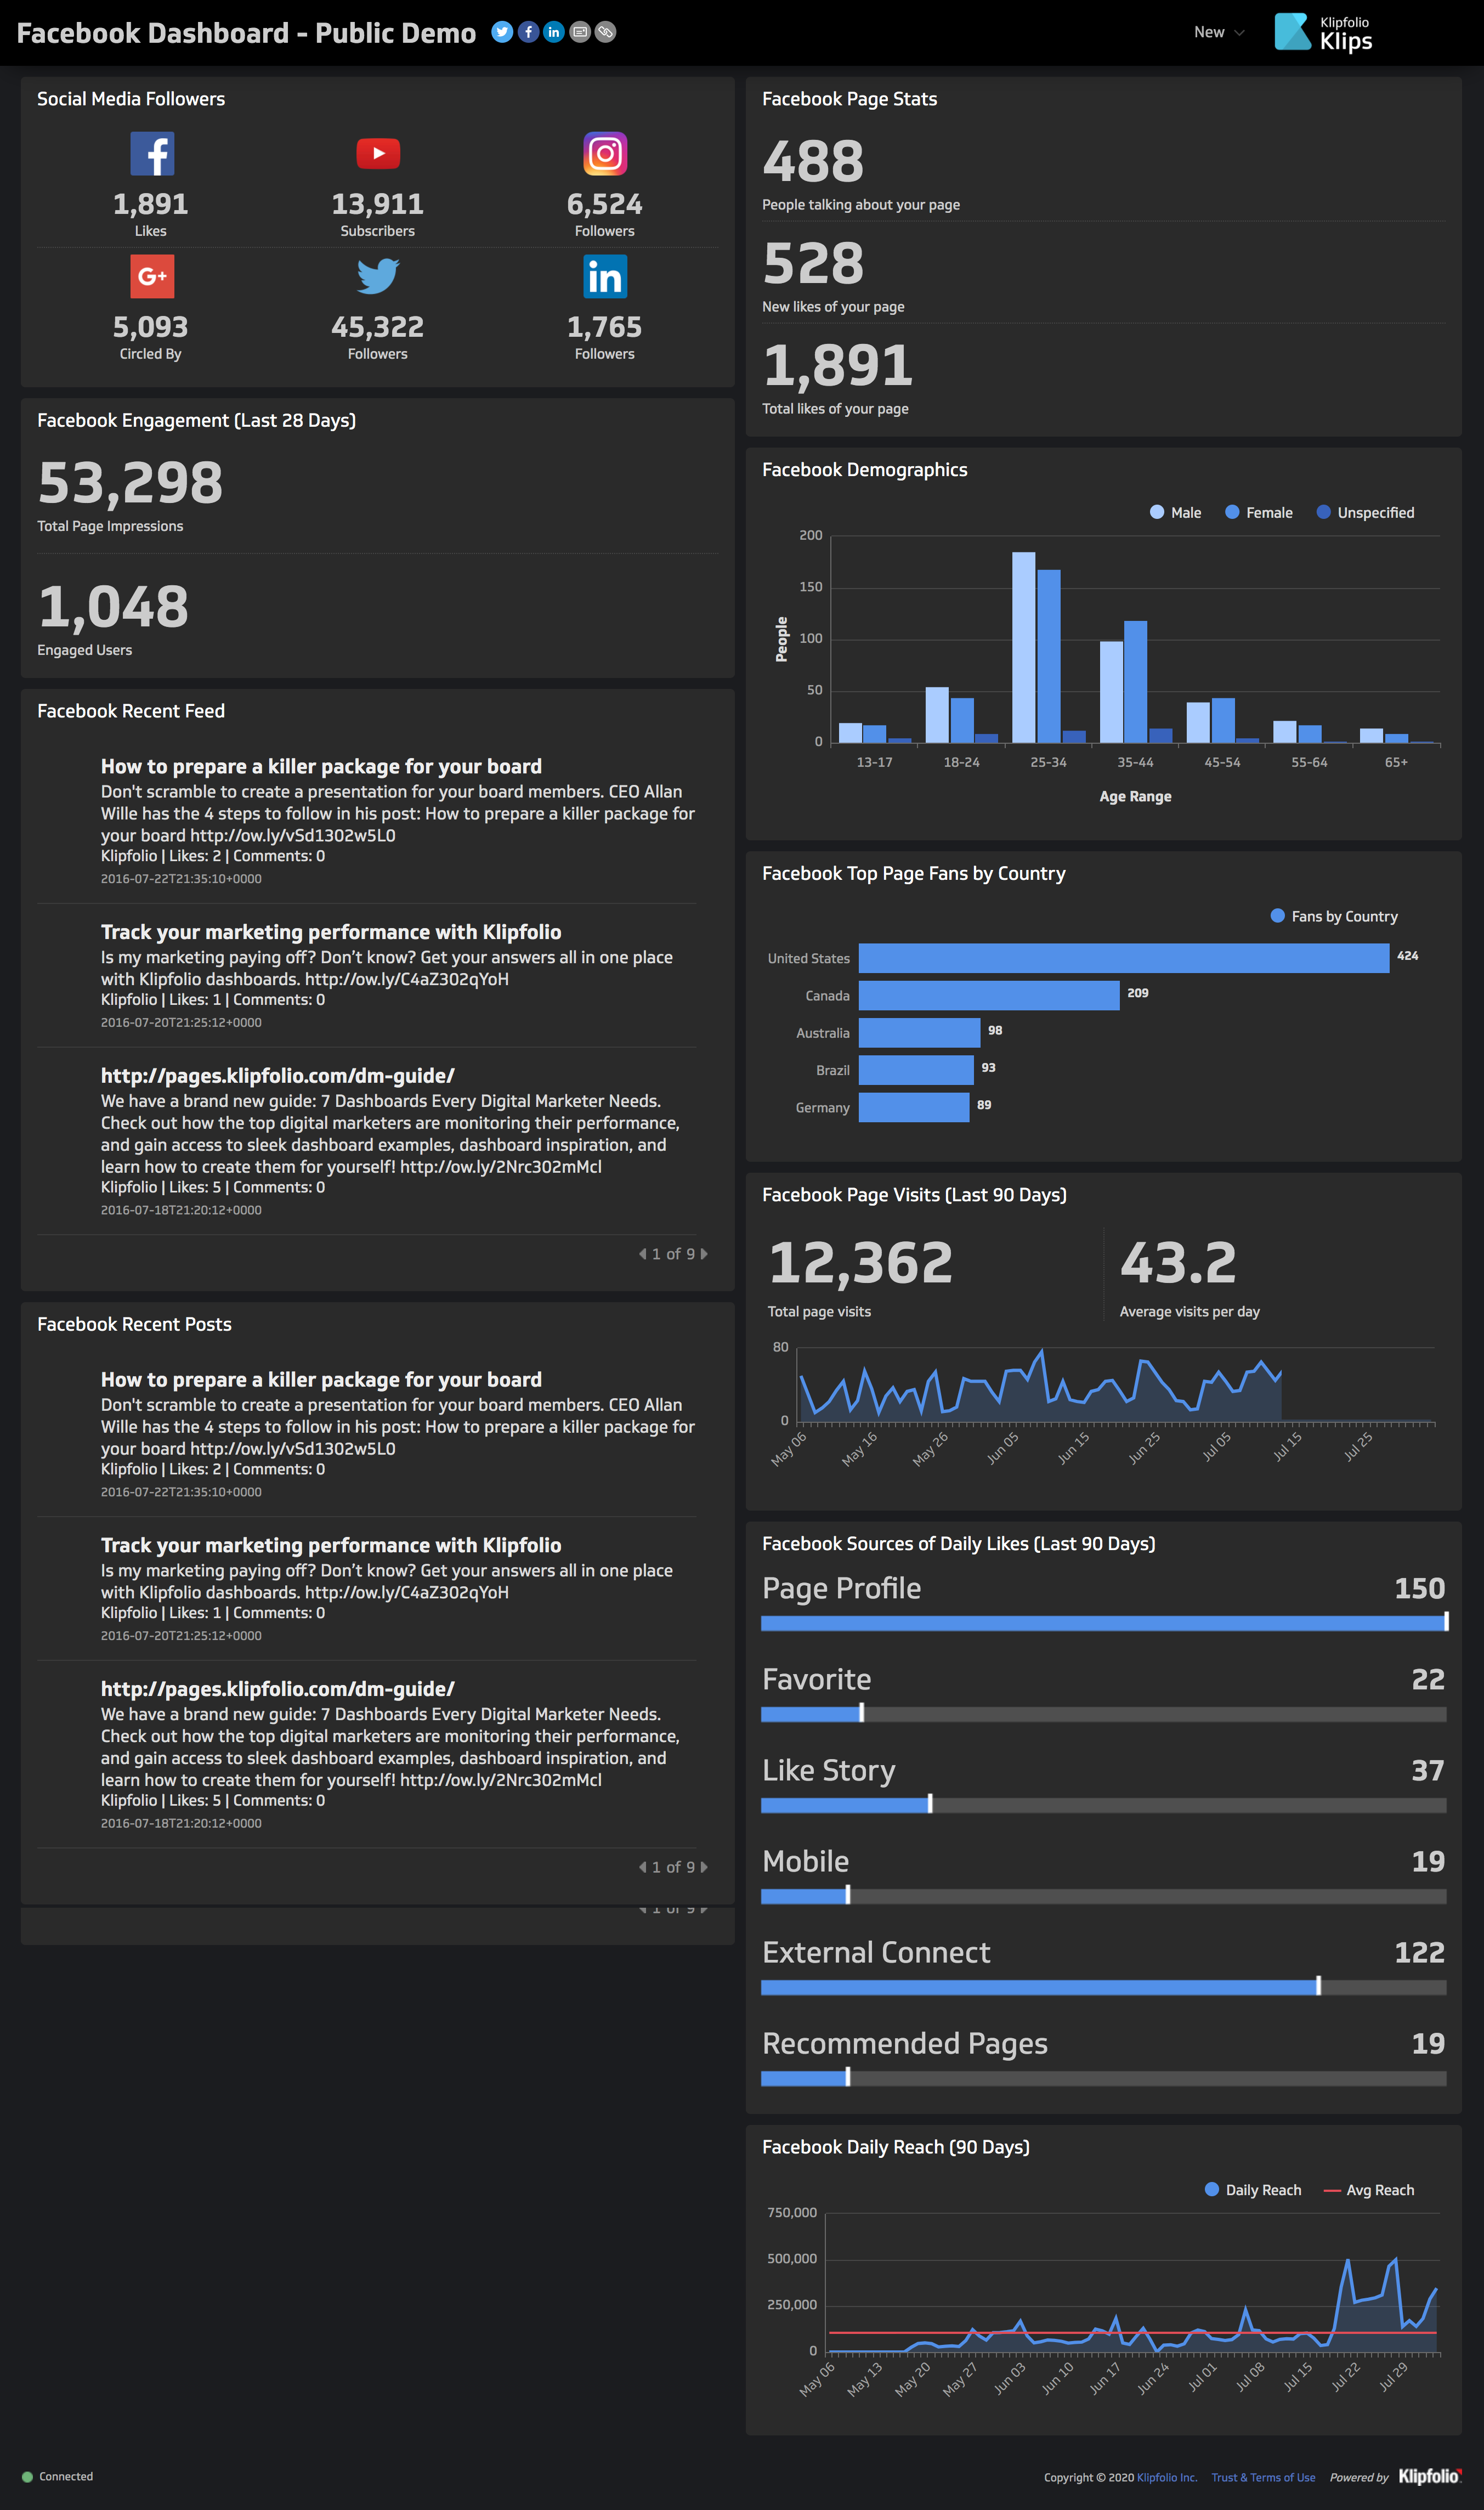 Facebook Dashboard - Public Demo
New
Klipfolio
Klips
Social Media Followers
1,891
Likes
13,911
Subscribers
6,524
Followers
G+
5,093
Circled By
45,322
Followers
in
1,765
Followers
Facebook Engagement (Last 28 Days)
53,298
Total Page Impressions
1,048
Engaged Users
Facebook Recent Feed
How to prepare a killer package for your board
Don't scramble to create a presentation for your board members. CEO Allan
Wille has the 4 steps to follow in his post: How to prepare a killer package for
your board http://ow.ly/vSd1302w5L0
Klipfolio | Likes: 2 | Comments: 0
2016-07-22T21:35:10+0000
Track your marketing performance with Klipfolio
Is my marketing paying off? Don’t know? Get your answers all in one place
with Klipfolio dashboards. http://ow.ly/C4aZ302qYoH
Klipfolio | Likes: 1 | Comments: 0
2016-07-20T21:25:12+0000
http://pages.klipfolio.com/dm-guide/
We have a brand new guide: 7 Dashboards Every Digital Marketer Needs.
Check out how the top digital marketers are monitoring their performance,
and gain access to sleek dashboard examples, dashboard inspiration, and
learn how to create them for yourself! http://ow.ly/2Nrc302mMcl
Klipfolio | Likes: 5 | Comments: 0
2016-07-18T21:20:12+0000
1 of 9
Facebook Recent Posts
How to prepare a killer package for your board
Don't scramble to create a presentation for your board members. CEO Allan
Wille has the 4 steps to follow in his post: How to prepare a killer package for
your board http://ow.ly/vSd1302w5L0
Klipfolio | Likes: 2 | Comments: 0
2016-07-22T21:35:10+0000
Track your marketing performance with Klipfolio
Is my marketing paying off? Don’t know? Get your answers all in one place
with Klipfolio dashboards. http://ow.ly/C4aZ302qYoH
Klipfolio | Likes: 1 | Comments: 0
2016-07-20T21:25:12+0000
http://pages.klipfolio.com/dm-guide/
We have a brand new guide: 7 Dashboards Every Digital Marketer Needs.
Check out how the top digital marketers are monitoring their performance,
and gain access to sleek dashboard examples, dashboard inspiration, and
learn how to create them for yourself! http://ow.ly/2Nrc302mMcl
Klipfolio | Likes: 5 | Comments: 0
2016-07-18T21:20:12+0000
1 of 9
1 of 9
Facebook Page Stats
488
People talking about your page
528
New likes of your page
1,891
Total likes of your page
Facebook Demographics
Male Female Unspecified
200
150
100
50
0
People
13-17 18-24 25-34 35-44 45-54 55-64 65+
Age Range
Facebook Top Page Fans by Country
Fans by Country
United States 424
Canada 209
Australia 98
Brazil 93
Germany 89
Facebook Page Visits (Last 90 Days)
12,362
Total page visits
43.2
Average visits per day
80
0
May 06 May 16 May 26 Jun 05 Jun 15 Jun 25 Jul 05 Jul 15 Jul 25
Facebook Sources of Daily Likes (Last 90 Days)
Page Profile 150
Favorite 22
Like Story 37
Mobile 19
External Connect 122
Recommended Pages 19
Facebook Daily Reach (90 Days)
Daily Reach Avg Reach
750,000
500,000
250,000
0
May 06 May 13 May 20 May 27 Jun 03 Jun 10 Jun 17 Jun 24 Jul 01 Jul 08 Jul 15 Jul 22 Jul 29
Connected
Copyright © 2020 Klipfolio Inc. Trust & Terms of Use Powered by Klipfolio